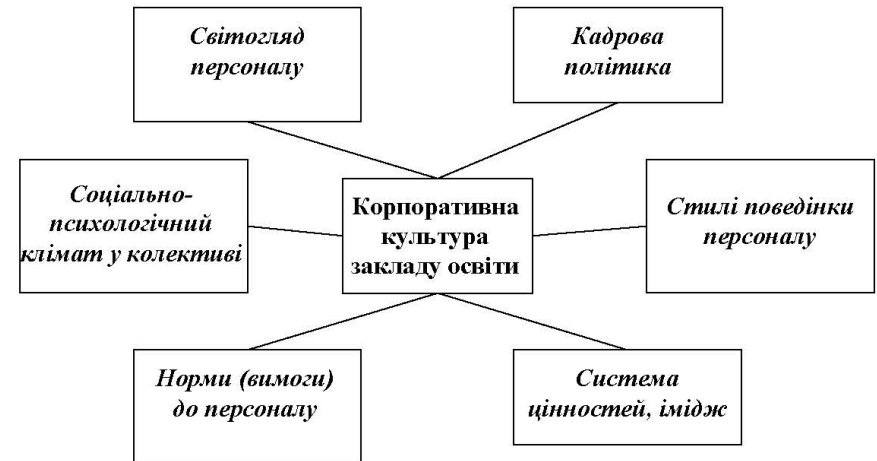 Світогляд
персоналу
Кадрова
політика
Соціально-
психологічний
клімат у колективі
Корпоративна
культура
закладу освіти
Стилі поведінки
персоналу
Норми (вимоги)
до персоналу
Система
цінностей, імідж